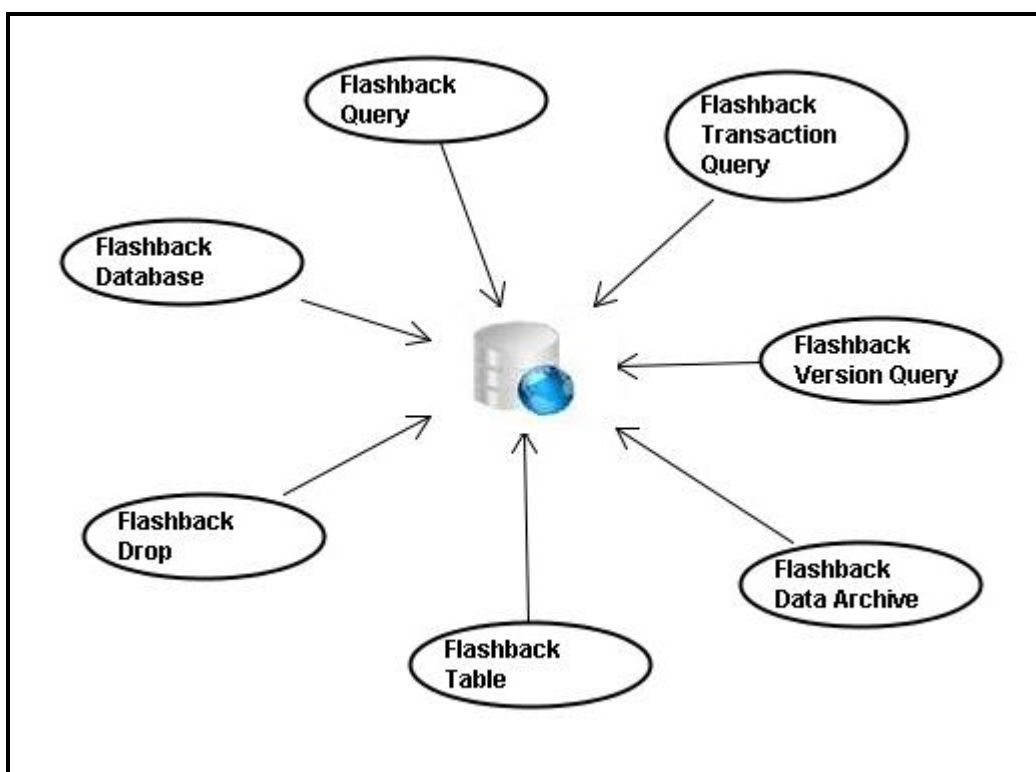 Flashback
Query
Flashback
Transaction
Query
Flashback
Database
Flashback
Version Query
Flashback
Drop
Flashback
Data Archive
Flashback
Table